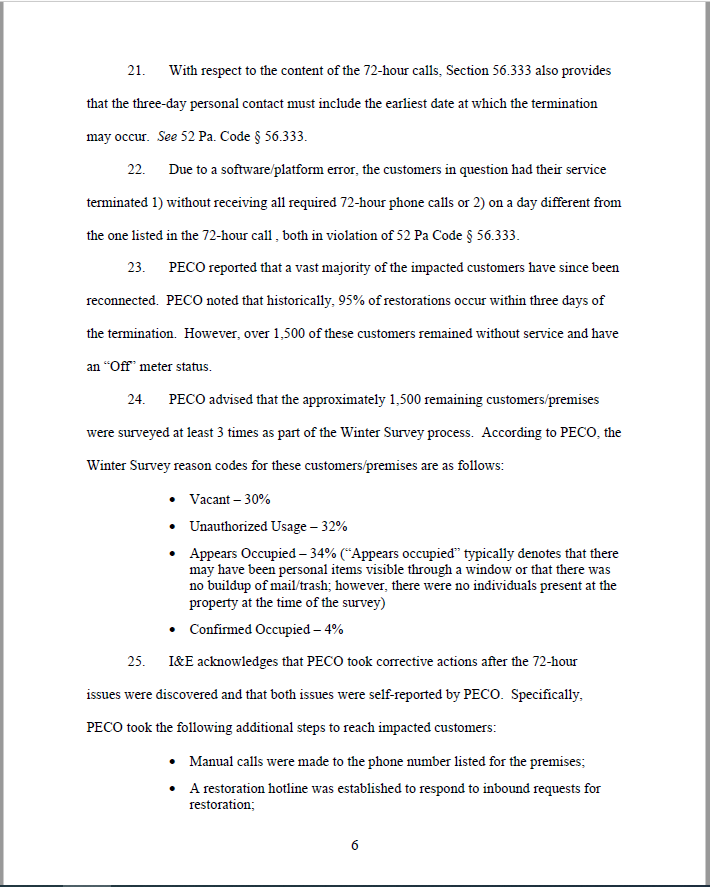 21. With respect to the content of the 72-hour calls, Section 56.333 also provides
that the three-day personal contact must include the earliest date at which the termination
may occur. See 52 Pa. Code § 56.333.
22. Due to a software/platform error, the customers in question had their service
terminated 1) without receiving all required 72-hour phone calls or 2) on a day different from
the one listed in the 72-hour call , both in violation of 52 Pa Code § 56.333.
23. PECO reported that a vast majority of the impacted customers have since been
reconnected. PECO noted that historically, 95% of restorations occur within three days of
the termination. However, over 1,500 of these customers remained without service and have
an “Off” meter status.
24. PECO advised that the approximately 1,500 remaining customers/premises
were surveyed at least 3 times as part of the Winter Survey process. According to PECO, the
Winter Survey reason codes for these customers/premises are as follows:
• Vacant – 30%
• Unauthorized Usage – 32%
• Appears Occupied – 34% (“Appears occupied” typically denotes that there
may have been personal items visible through a window or that there was
no buildup of mail/trash; however, there were no individuals present at the
property at the time of the survey)
• Confirmed Occupied – 4%
25. I&E acknowledges that PECO took corrective actions after the 72-hour
issues were discovered and that both issues were self-reported by PECO. Specifically,
PECO took the following additional steps to reach impacted customers:
• Manual calls were made to the phone number listed for the premises;
• A restoration hotline was established to respond to inbound requests for
restoration;
6